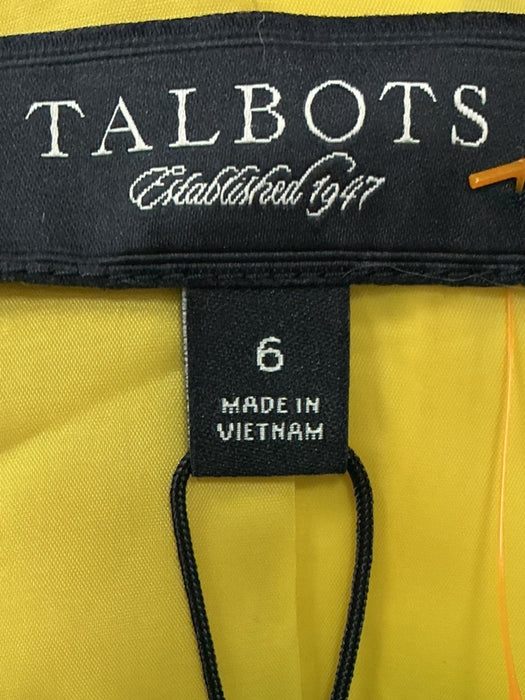 TALBOTS
Established 1947
6
MADE IN
VIETNAM